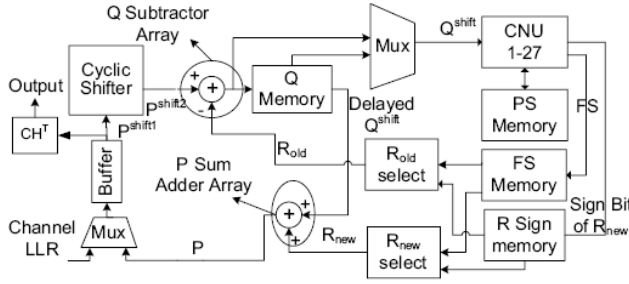 Q Subtractor
Array
Output
Cyclic
Shifter
P^shift2
CH^T
P^shift1
+
+
-
Q
Memory
Mux
Q^shift
CNU
1-27
PS
Memory
FS
Delayed
Q^shift
R_old
R_old
select
FS
Memory
Buffer
P Sum
Adder Array
+
+
+
Channel
LLR
Mux
P
R_new
R_new
select
R Sign
memory
Sign Bit
of R_new